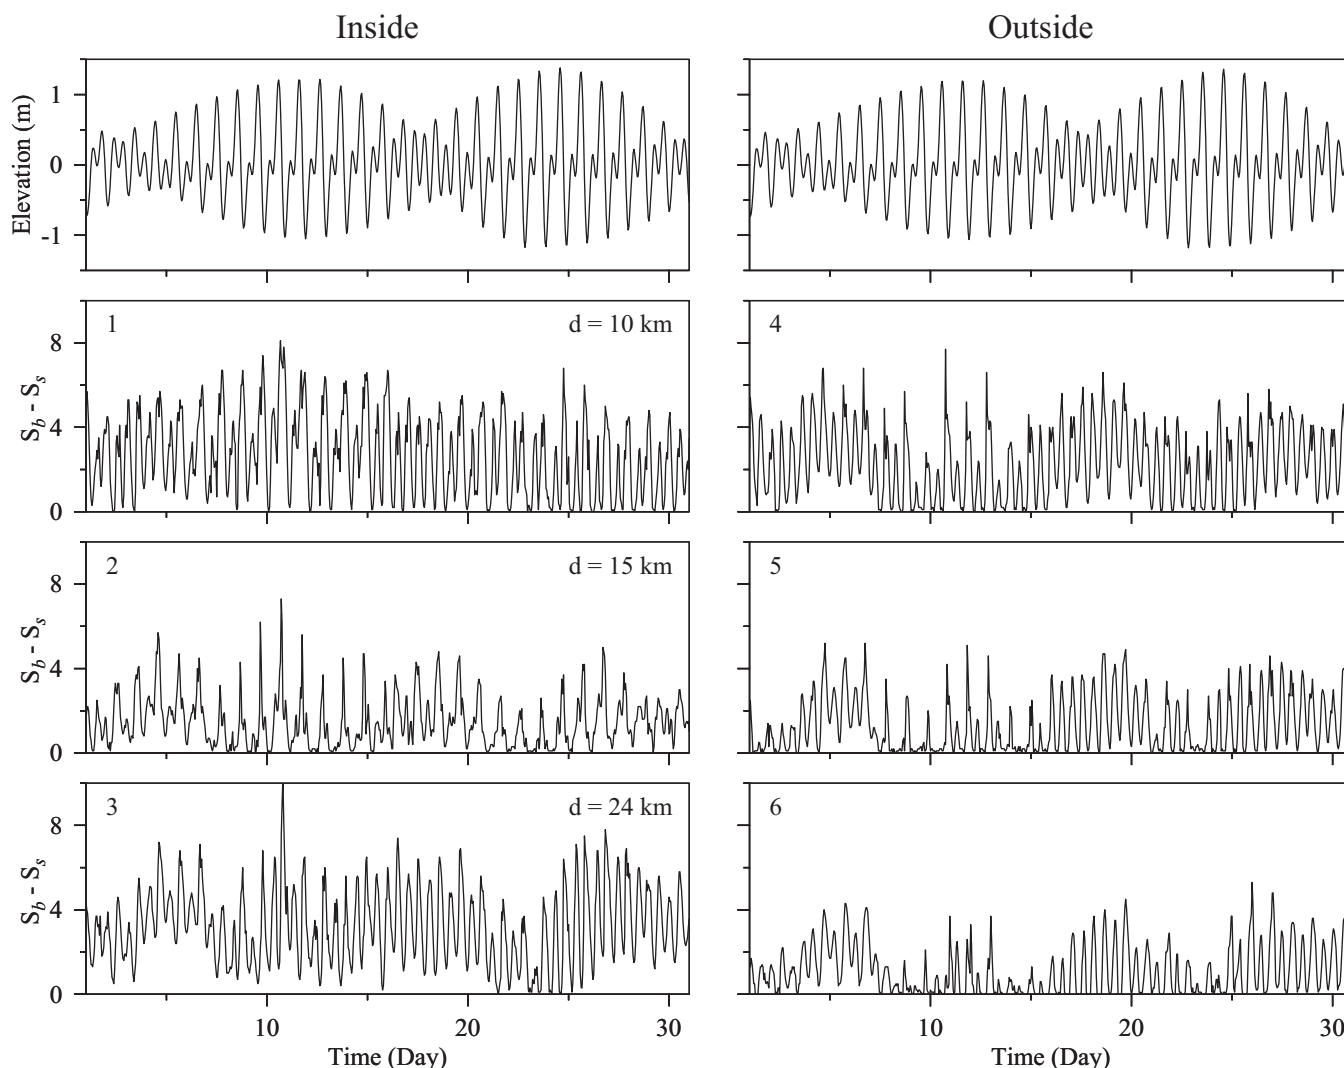 Inside
Outside
Elevation (m)
1
0
-1
1
d = 10 km
4
S_b - S_s
8
4
0
2
d = 15 km
5
S_b - S_s
8
4
0
3
d = 24 km
6
S_b - S_s
8
4
0
10
20
30
10
20
30
Time (Day)
Time (Day)